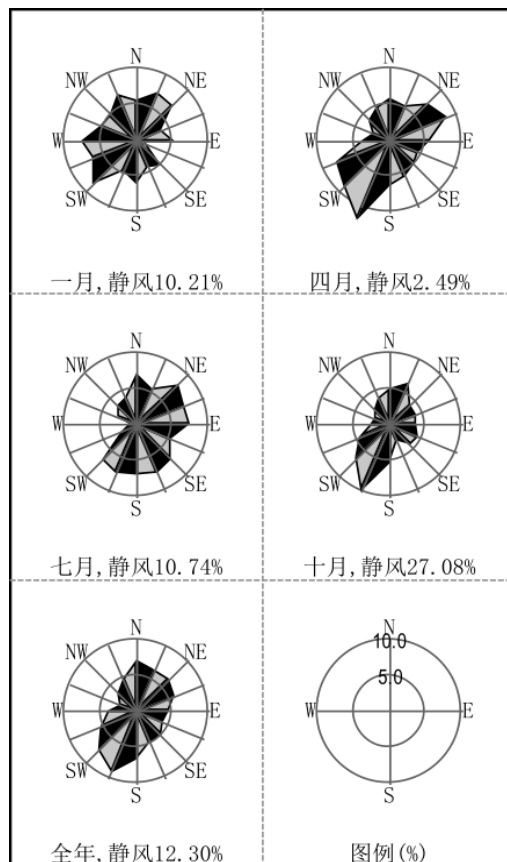 N
NW NE
W E
SW SE
S
一月,静风10.21%
N
NW NE
W E
SW SE
S
四月,静风2.49%
N
NW NE
W E
SW SE
S
七月,静风10.74%
N
NW NE
W E
SW SE
S
十月,静风27.08%
N
NW NE
W E
SW SE
S
全年,静风12.30%
N
10.0
5.0
W E
S
图例(%)